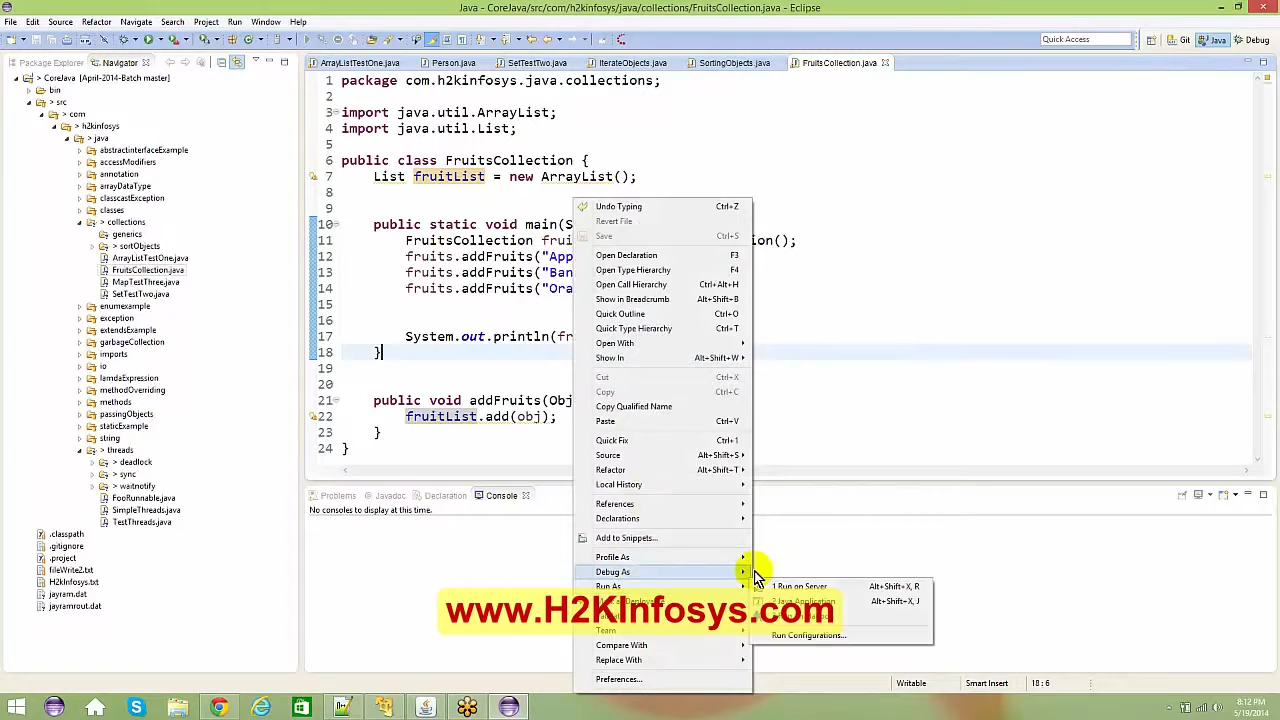 Java - CoreJava/src/com/h2kinfosys/java/collections/FruitsCollection.java - Eclipse
File Edit Source Refactor Navigate Search Project Run Window Help
Quick Access
Git Java Debug
Package Explorer Navigator
ArrayListTestOne.java Person.java SetTestTwo.java IterateObjects.java SortingObjects.java FruitsCollection.java
> CoreJava [April-2014-Batch master]
bin
> src
> com
> h2kinfosys
> java
abstractinterfaceExample
accessModifiers
annotation
arrayDataType
classcastException
classes
> collections
generics
> sortObjects
ArrayListTestOne.java
FruitsCollection.java
MapTestThree.java
SetTestTwo.java
enumexample
exception
extendsExample
garbageCollection
imports
io
lamdaExpression
methodOverriding
methods
passingObjects
staticExample
string
> threads
> deadlock
> sync
> waitnotify
FooRunnable.java
SimpleThreads.java
TestThreads.java
.classpath
.gitignore
.project
fileWrite2.txt
H2kInfosys.txt
jayram.dat
jayramrout.dat
1 package com.h2kinfosys.java.collections;
2
3 import java.util.ArrayList;
4 import java.util.List;
5
6 public class FruitsCollection {
7 List fruitList = new ArrayList();
8
9
10 public static void main(S
11 FruitsCollection frui ion();
12 fruits.addFruits("App
13 fruits.addFruits("Ban
14 fruits.addFruits("Ora
15
16
17 System.out.println(fr
18 }
19
20
21 public void addFruits(Obj
22 fruitList.add(obj);
23 }
24 }
Undo Typing Ctrl+Z
Revert File
Save Ctrl+S
Open Declaration F3
Open Type Hierarchy F4
Open Call Hierarchy Ctrl+Alt+H
Show in Breadcrumb Alt+Shift+B
Quick Outline Ctrl+O
Quick Type Hierarchy Ctrl+T
Open With
Show In Alt+Shift+W
Cut Ctrl+X
Copy Ctrl+C
Copy Qualified Name
Paste Ctrl+V
Quick Fix Ctrl+1
Source Alt+Shift+S
Refactor Alt+Shift+T
Local History
References
Declarations
Add to Snippets...
Profile As
Debug As
Run As
Team
Compare With
Replace With
Preferences...
1 Run on Server Alt+Shift+X, R
2 Java Application Alt+Shift+X, J
Run Configurations...
Problems Javadoc Declaration Console
No consoles to display at this time.
www.H2KInfosys.com
Writable Smart Insert 18 : 6
8:12 PM
5/19/2014